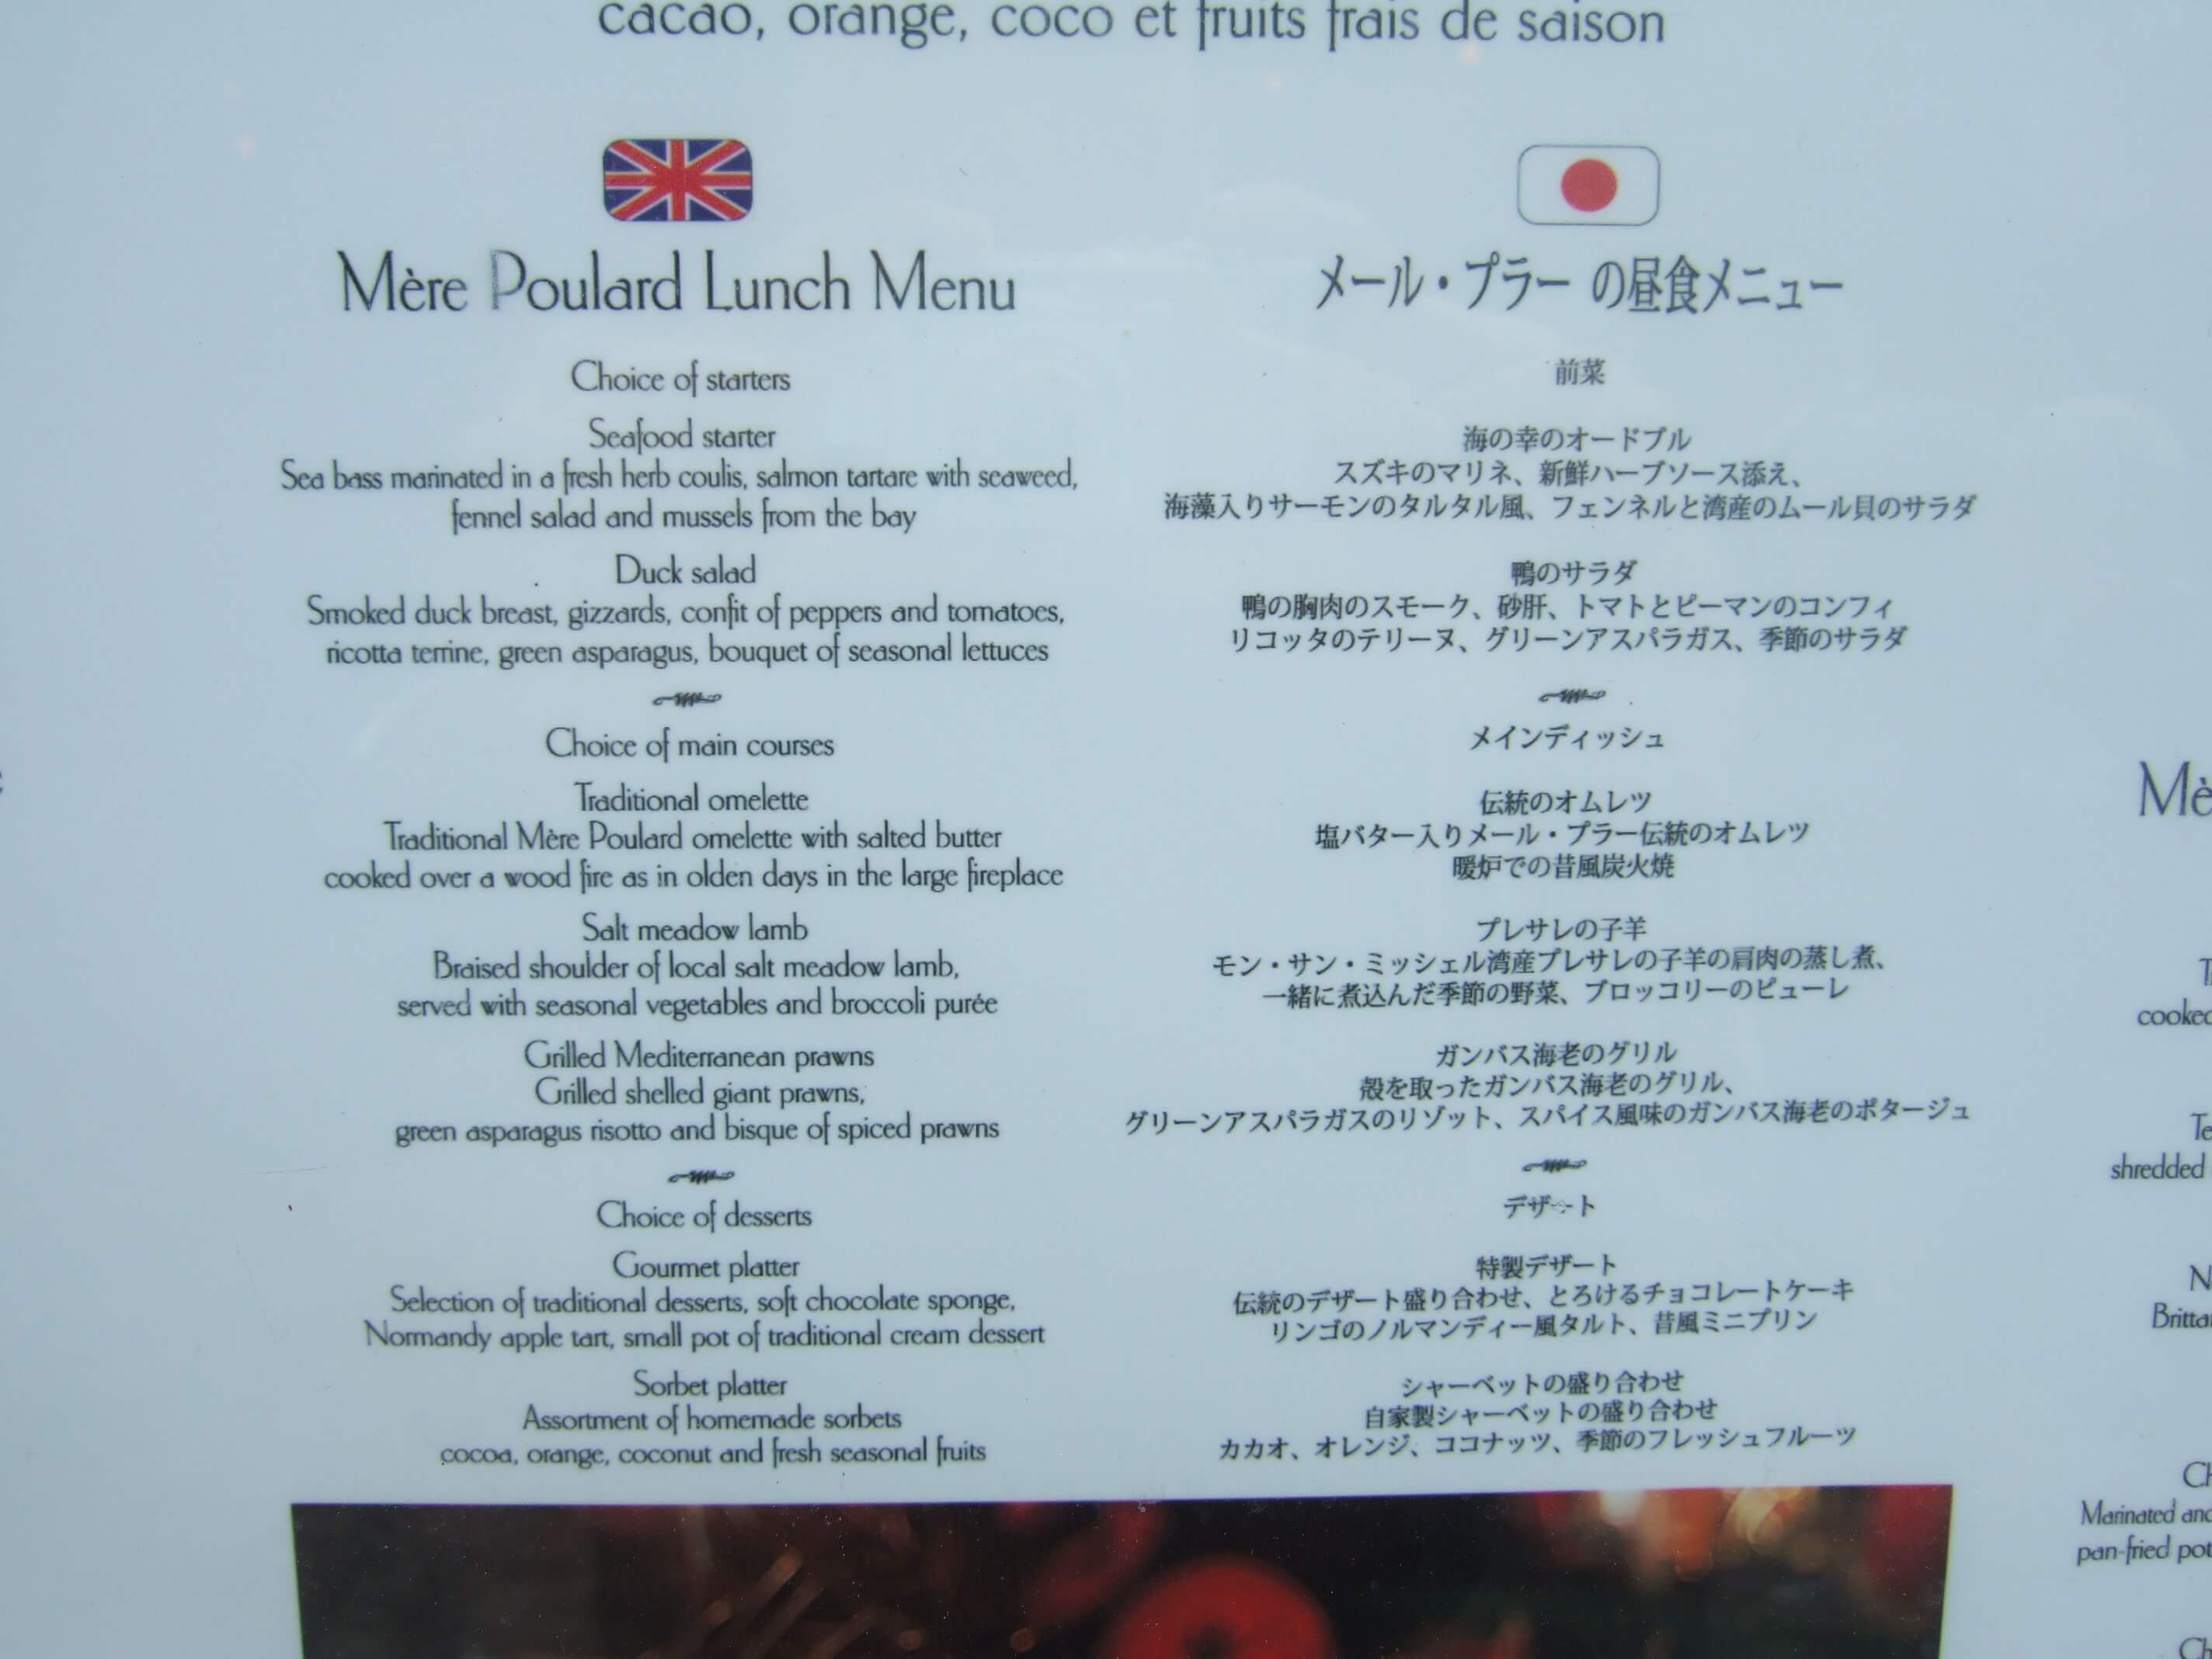 cacao, orange, coco et fruits frais de saison
Mère Poulard Lunch Menu
Choice of starters
Seafood starter
Sea bass marinated in a fresh herb coulis, salmon tartare with seaweed,
fennel salad and mussels from the bay
Duck salad
Smoked duck breast, gizzards, confit of peppers and tomatoes,
ricotta terrine, green asparagus, bouquet of seasonal lettuces
Choice of main courses
Traditional omelette
Traditional Mère Poulard omelette with salted butter
cooked over a wood fire as in olden days in the large fireplace
Salt meadow lamb
Braised shoulder of local salt meadow lamb,
served with seasonal vegetables and broccoli purée
Grilled Mediterranean prawns
Grilled shelled giant prawns,
green asparagus risotto and bisque of spiced prawns
Choice of desserts
Gourmet platter
Selection of traditional desserts, soft chocolate sponge,
Normandy apple tart, small pot of traditional cream dessert
Sorbet platter
Assortment of homemade sorbets
cocoa, orange, coconut and fresh seasonal fruits
メール・プラー の昼食メニュー
前菜
海の幸のオードブル
スズキのマリネ、新鮮ハーブソース添え、
海藻入りサーモンのタルタル風、フェンネルと湾産のムール貝のサラダ
鴨のサラダ
鴨の胸肉のスモーク、砂肝、トマトとピーマンのコンフィ
リコッタのテリーヌ、グリーンアスパラガス、季節のサラダ
メインディッシュ
伝統のオムレツ
塩バター入りメール・プラー伝統のオムレツ
暖炉での昔風炭火焼
プレサレの子羊
モン・サン・ミッシェル湾産プレサレの子羊の肩肉の蒸し煮、
一緒に煮込んだ季節の野菜、ブロッコリーのピューレ
ガンバス海老のグリル
殻を取ったガンバス海老のグリル、
グリーンアスパラガスのリゾット、スパイス風味のガンバス海老のポタージュ
デザート
特製デザート
伝統のデザート盛り合わせ、とろけるチョコレートケーキ
リンゴのノルマンディー風タルト、昔風ミニプリン
シャーベットの盛り合わせ
自家製シャーベットの盛り合わせ
カカオ、オレンジ、ココナッツ、季節のフレッシュフルーツ
Mè
cooked
shredded
Marinated and
pan-fried pot